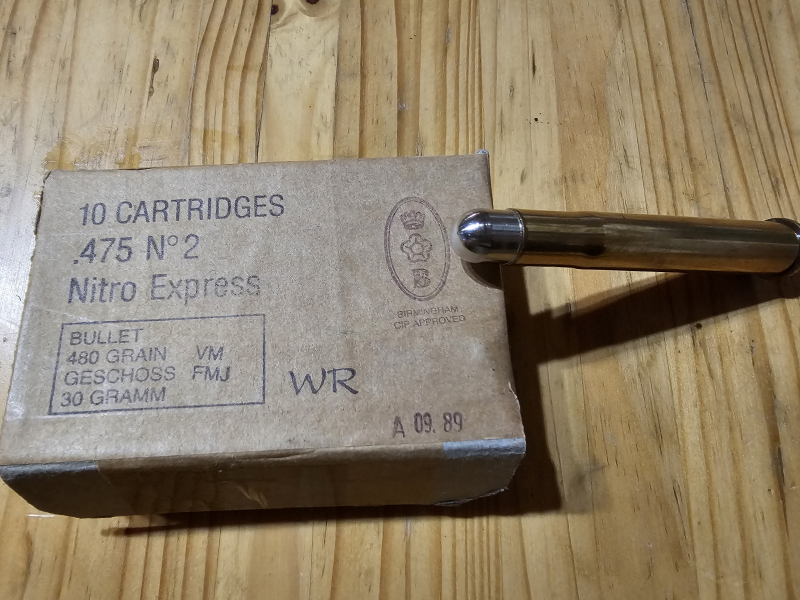 10 CARTRIDGES
.475 N° 2
Nitro Express
BULLET
480 GRAIN VM
GESCHOSS FMJ
30 GRAMM
WR
B
BIRMINGHAM
CIP. APPROVED
A 09. 89